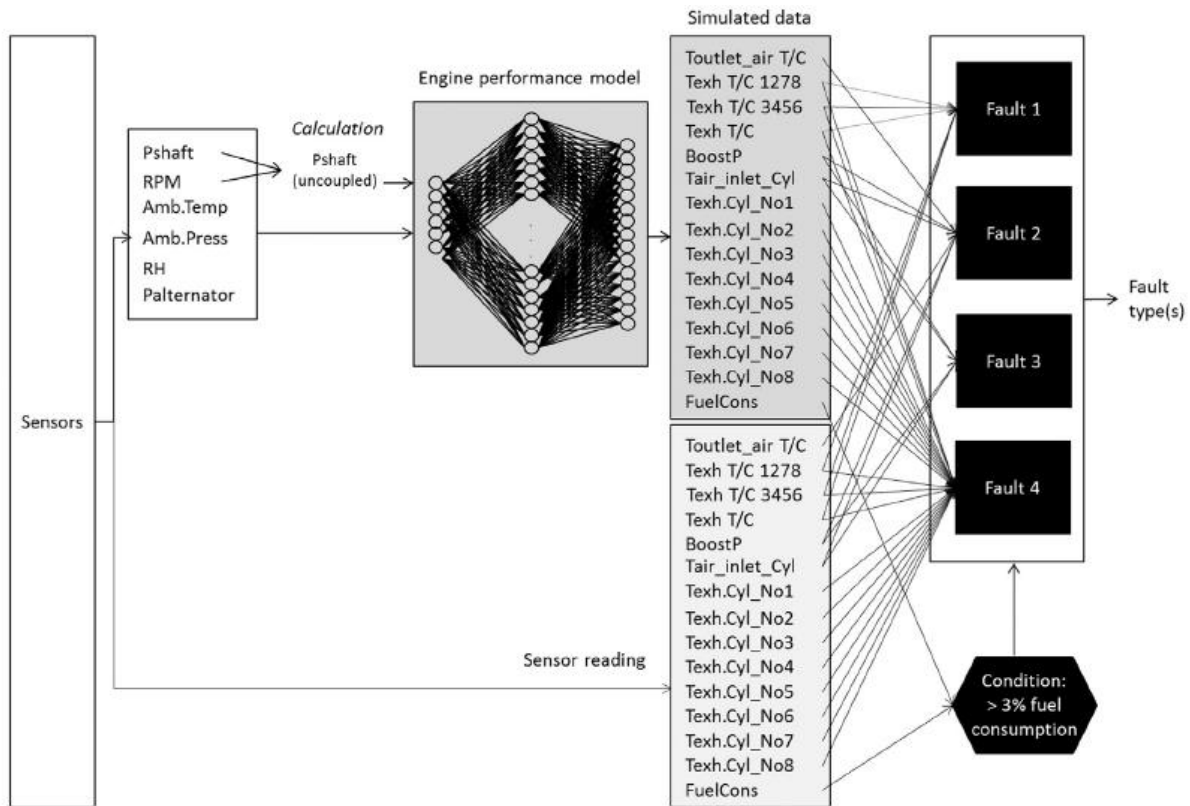 Sensors
Pshaft
RPM
Amb.Temp
Amb.Press
RH
Palternator
Calculation
Pshaft
(uncoupled)
Engine performance model
Simulated data
Toutlet_air T/C
Texh T/C 1278
Texh T/C 3456
Texh T/C
BoostP
Tair_inlet_Cyl
Texh.Cyl_No1
Texh.Cyl_No2
Texh.Cyl_No3
Texh.Cyl_No4
Texh.Cyl_No5
Texh.Cyl_No6
Texh.Cyl_No7
Texh.Cyl_No8
FuelCons
Sensor reading
Toutlet_air T/C
Texh T/C 1278
Texh T/C 3456
Texh T/C
BoostP
Tair_inlet_Cyl
Texh.Cyl_No1
Texh.Cyl_No2
Texh.Cyl_No3
Texh.Cyl_No4
Texh.Cyl_No5
Texh.Cyl_No6
Texh.Cyl_No7
Texh.Cyl_No8
FuelCons
Fault 1
Fault 2
Fault 3
Fault 4
Fault
type(s)
Condition:
> 3% fuel
consumption